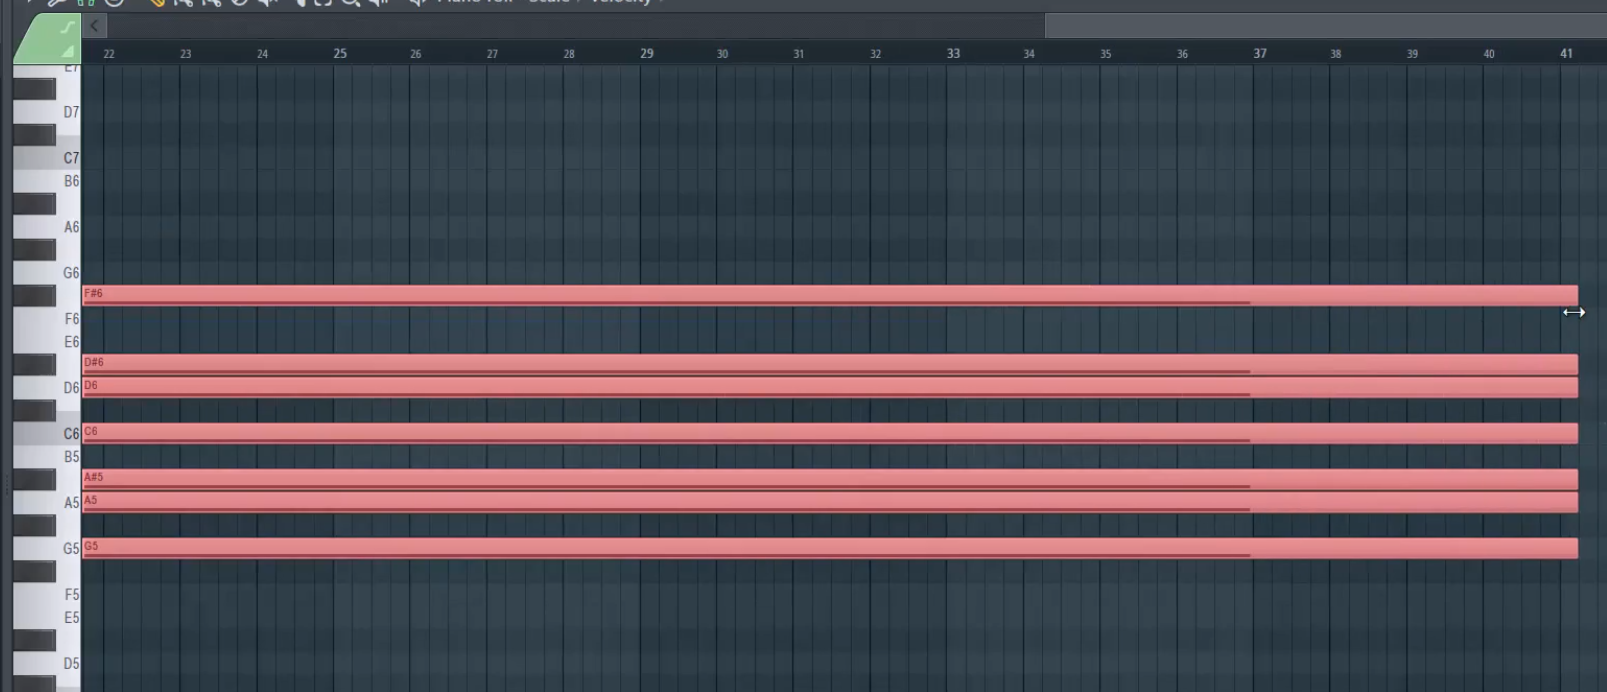 Piano roll - Scale › Velocity ›
22 23 24 25 26 27 28 29 30 31 32 33 34 35 36 37 38 39 40 41
E7
D7
C7
B6
A6
G6
F#6
F6
E6
D#6
D6 D6
C6 C6
B5
A#5
A5 A5
G5 G5
F5
E5
D5